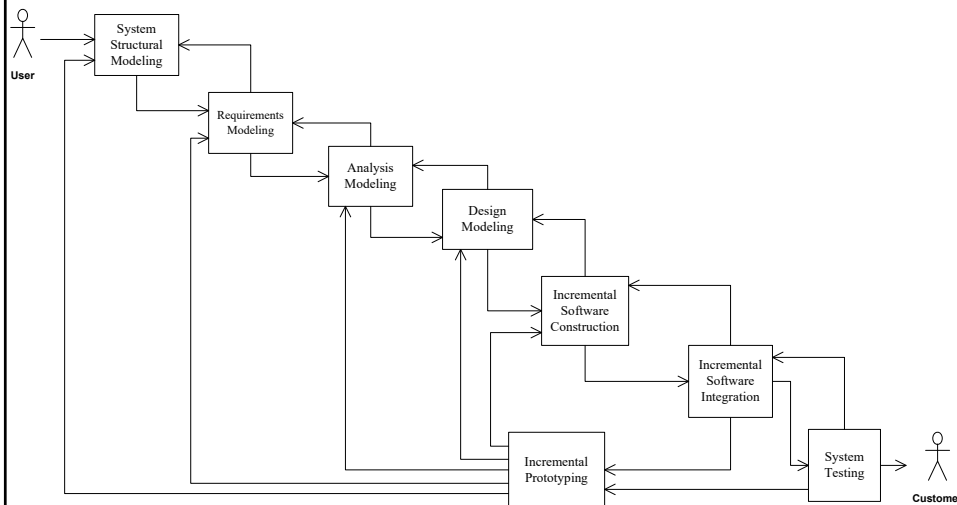 System
Structural
Modeling
User
Requirements
Modeling
Analysis
Modeling
Design
Modeling
Incremental
Software
Construction
Incremental
Software
Integration
Incremental
Prototyping
System
Testing
Custome